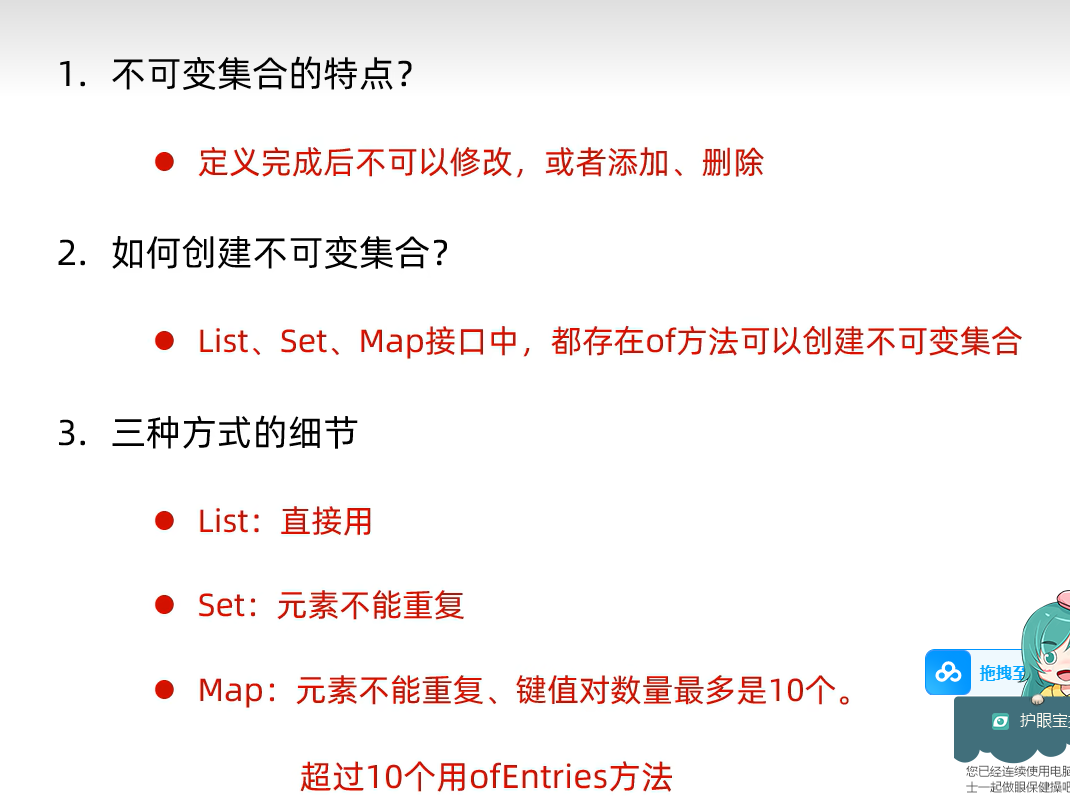 1. 不可变集合的特点？
● 定义完成后不可以修改，或者添加、删除
2. 如何创建不可变集合？
● List、Set、Map接口中，都存在of方法可以创建不可变集合
3. 三种方式的细节
● List：直接用
● Set：元素不能重复
● Map：元素不能重复、键值对数量最多是10个。
超过10个用ofEntries方法
拖拽至
护眼宝
您已经连续使用电脑
士一起做眼保健操吧